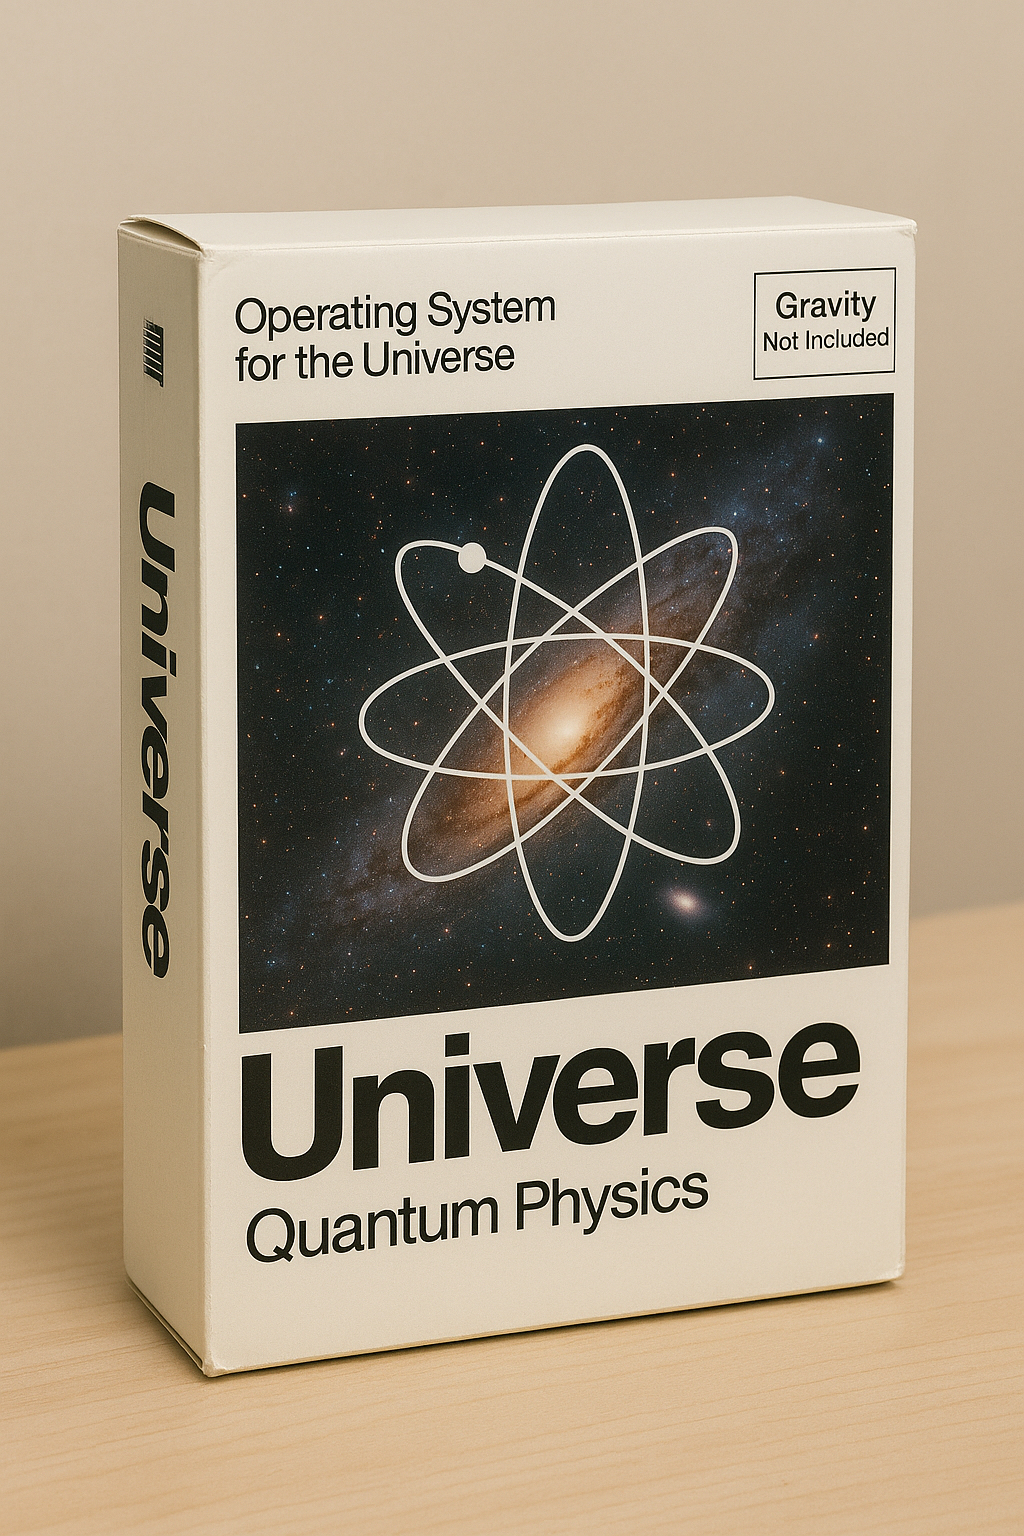 Operating System
for the Universe
Gravity
Not Included
Universe
Quantum Physics
Universe